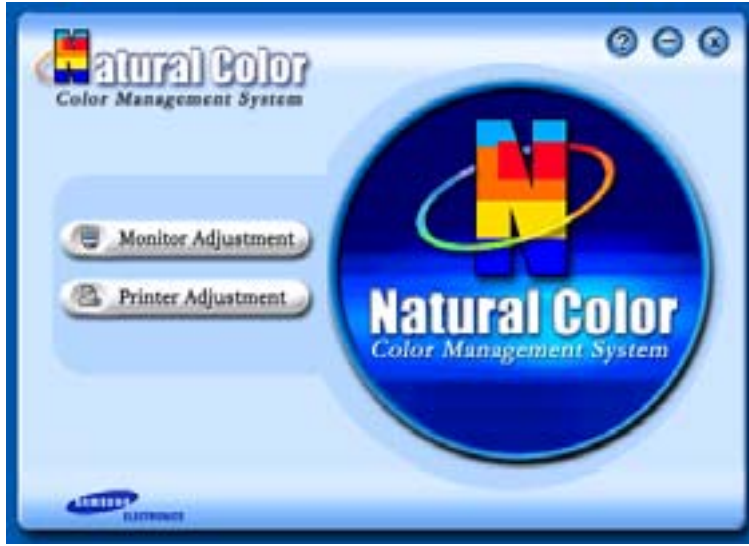 Natural Color
Color Management System
?
x
Monitor Adjustment
Printer Adjustment
N
Natural Color
Color Management System
SAMSUNG
ELECTRONICS